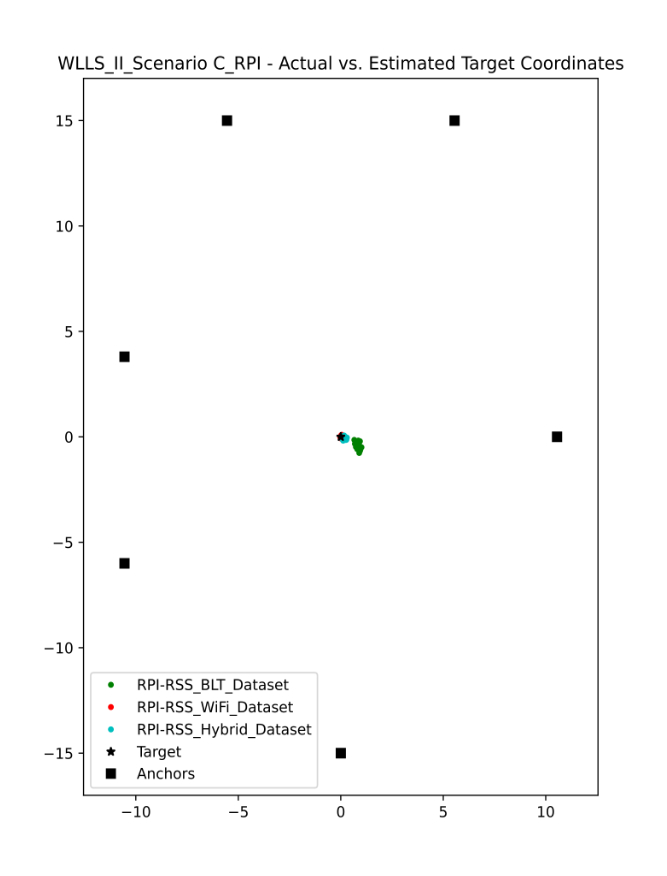 WLLS_II_Scenario C_RPI - Actual vs. Estimated Target Coordinates
15
10
5
0
−5
−10
−15
RPI-RSS_BLT_Dataset
RPI-RSS_WiFi_Dataset
RPI-RSS_Hybrid_Dataset
Target
Anchors
−10
−5
0
5
10